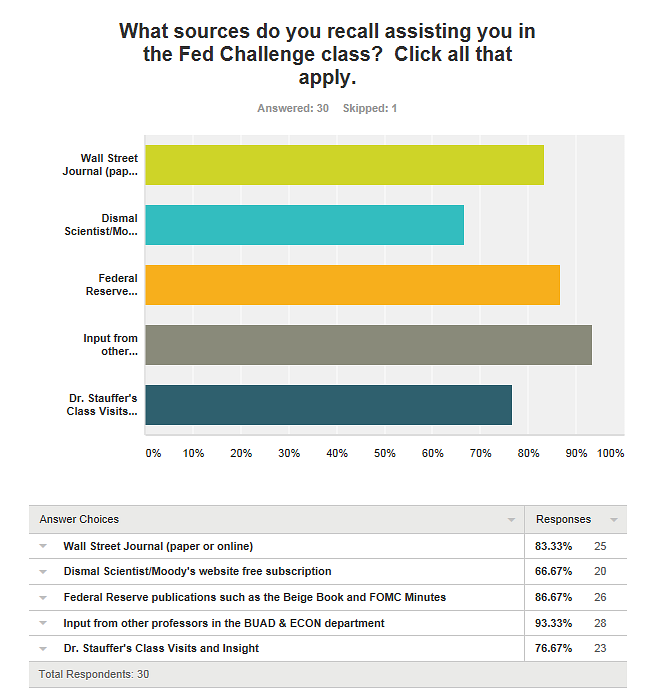 What sources do you recall assisting you in
the Fed Challenge class? Click all that
apply.
Answered: 30 Skipped: 1
Wall Street
Journal (pap...
Dismal
Scientist/Mo...
Federal
Reserve...
Input from
other...
Dr. Stauffer's
Class Visits...
0% 10% 20% 30% 40% 50% 60% 70% 80% 90% 100%
Answer Choices Responses
Wall Street Journal (paper or online) 83.33% 25
Dismal Scientist/Moody's website free subscription 66.67% 20
Federal Reserve publications such as the Beige Book and FOMC Minutes 86.67% 26
Input from other professors in the BUAD & ECON department 93.33% 28
Dr. Stauffer's Class Visits and Insight 76.67% 23
Total Respondents: 30